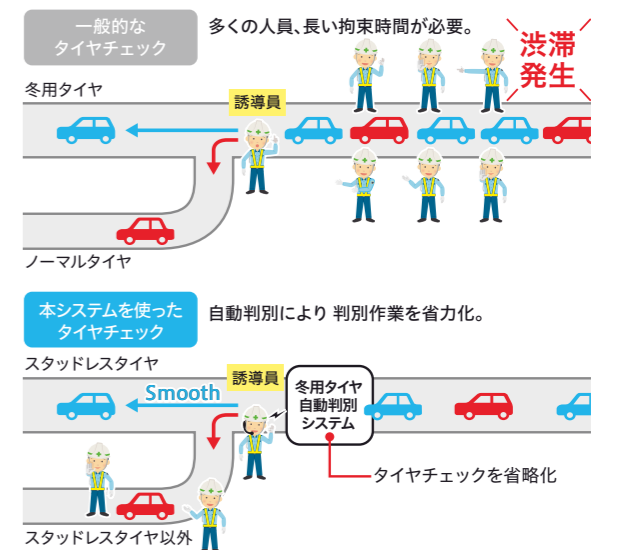 一般的な
タイヤチェック
多くの人員、長い拘束時間が必要。
渋滞
発生
冬用タイヤ
誘導員
ノーマルタイヤ
本システムを使った
タイヤチェック
自動判別により 判別作業を省力化。
スタッドレスタイヤ
Smooth
誘導員
冬用タイヤ
自動判別
システム
タイヤチェックを省略化
スタッドレスタイヤ以外